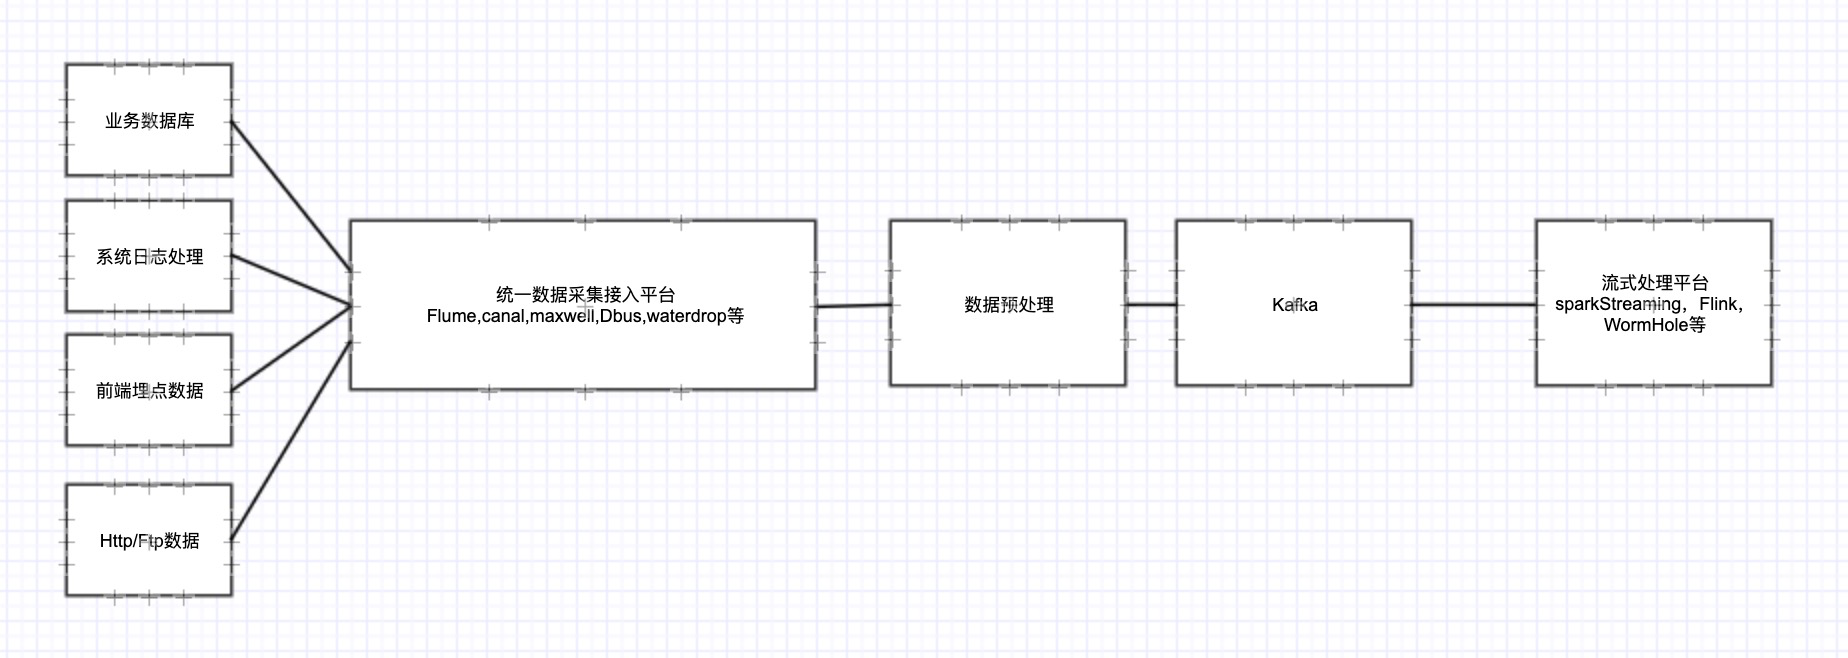 业务数据库
系统日志处理
前端埋点数据
Http/Ftp数据
统一数据采集接入平台
Flume,canal,maxwell,Dbus,waterdrop等
数据预处理
Kafka
流式处理平台
sparkStreaming，Flink，
WormHole等